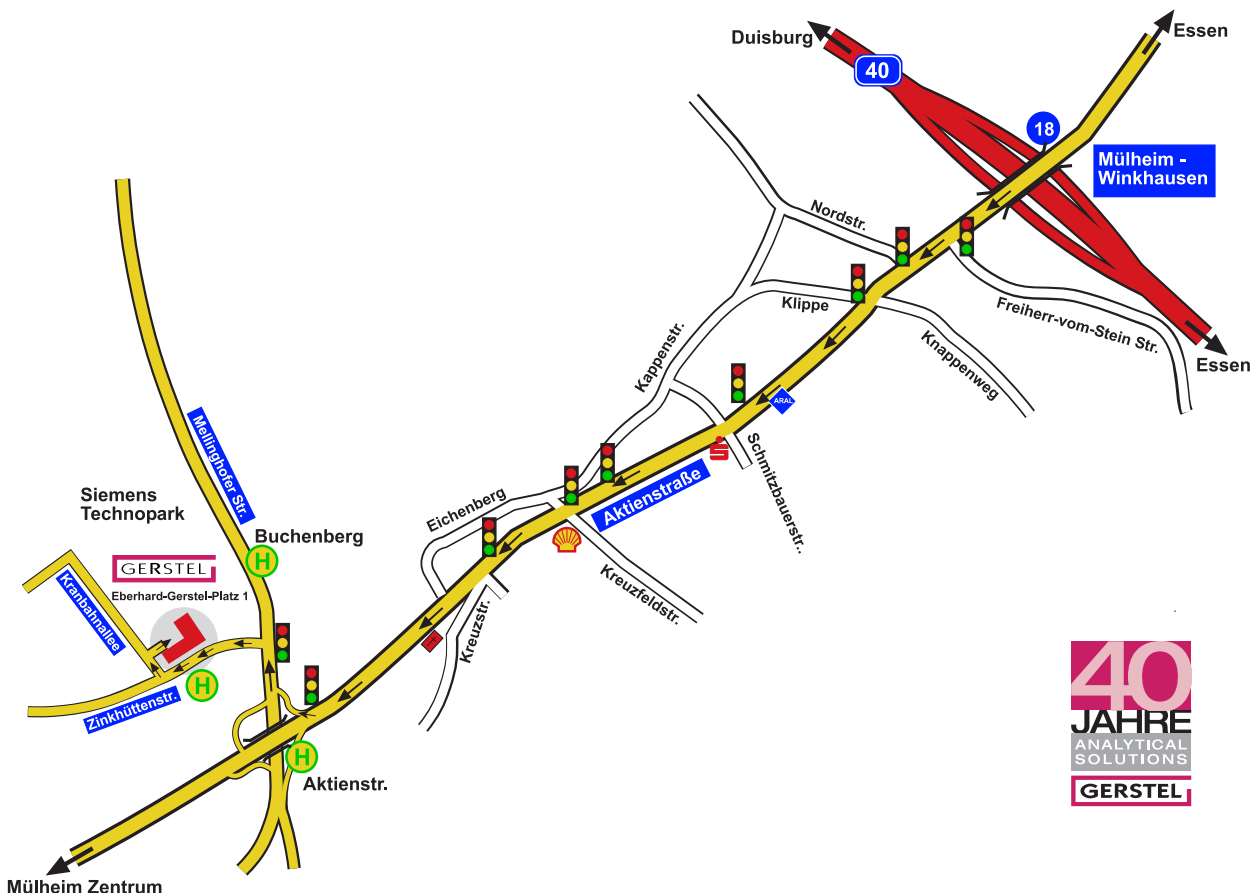 Essen
Duisburg
40
18
Mülheim -
Winkhausen
Nordstr.
Klippe
Freiherr-vom-Stein Str.
Essen
Knappenweg
Kappenstr.
ARAL
Schmitzbauerstr..
Aktienstraße
Eichenberg
Kreuzfeldstr.
Kreuzstr.
Mellinghofer Str.
Siemens
Technopark
Buchenberg
H
GERSTEL
Eberhard-Gerstel-Platz 1
Kranbahnallee
H
Zinkhüttenstr.
H
Aktienstr.
Mülheim Zentrum
40
JAHRE
ANALYTICAL
SOLUTIONS
GERSTEL